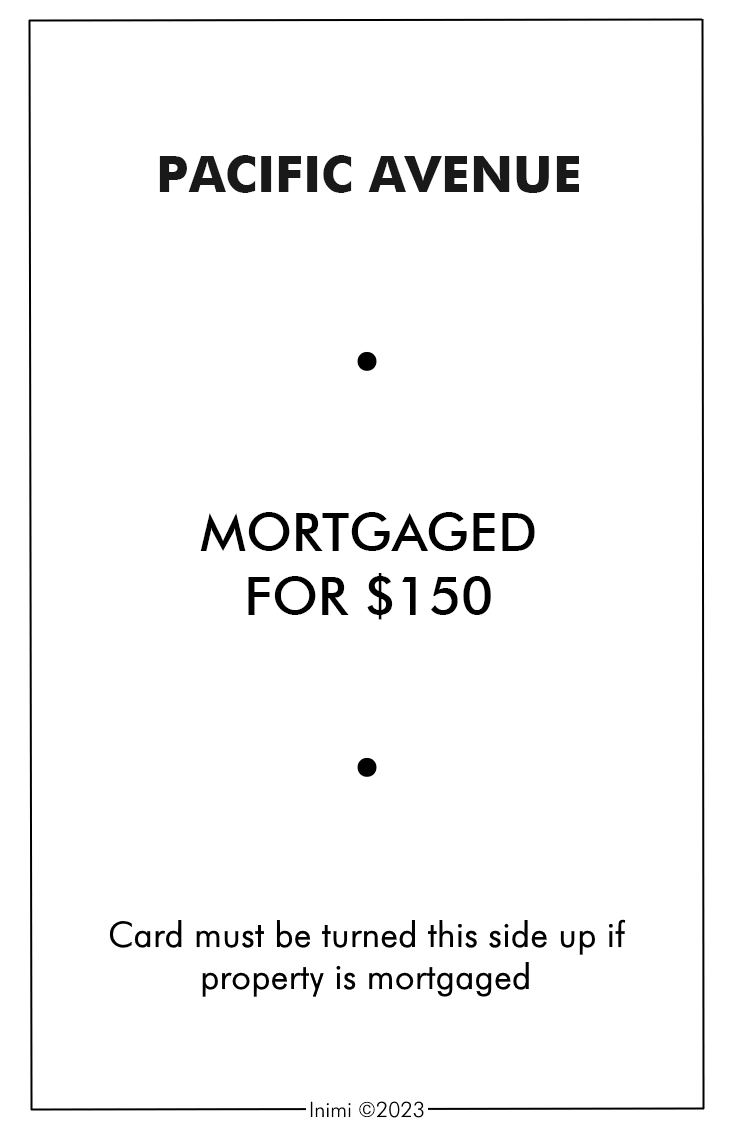 PACIFIC AVENUE
•
MORTGAGED
FOR $150
•
Card must be turned this side up if
property is mortgaged
Inimi ©2023